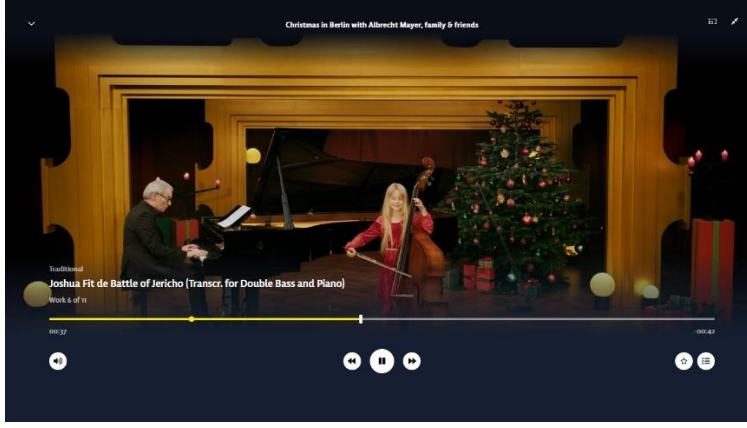 Christmas in Berlin with Albrecht Mayer, family & friends
Traditional
Joshua Fit de Battle of Jericho (Transcr. for Double Bass and Piano)
Work 6 of 11
00:37
-00:42